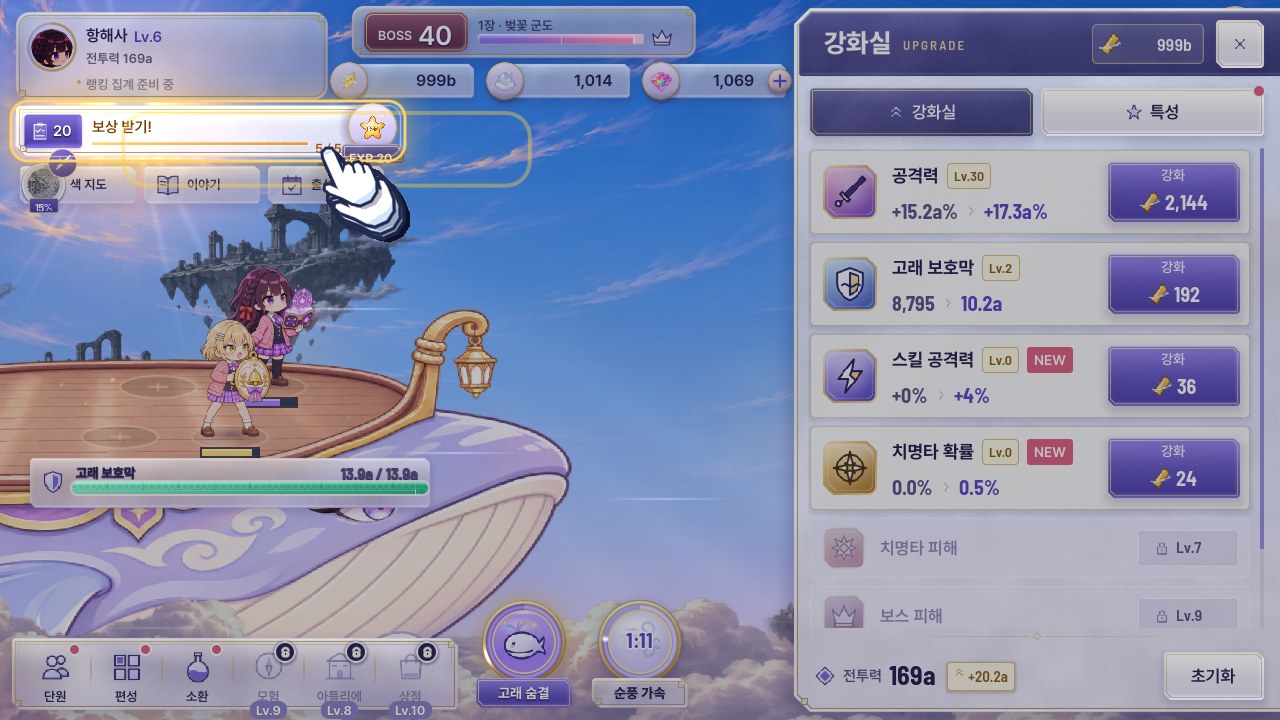 항해사 Lv.6
전투력 169a
* 랭킹 집계 준비 중
BOSS 40
1장 · 벚꽃 군도
999b
1,014
1,069
20
보상 받기!
5/5
EXP 20
색 지도
15%
이야기
고래 보호막
13.9a / 13.9a
단원
편성
소환
모험
Lv.9
아틀리에
Lv.8
상점
Lv.10
고래 숨결
1:11
순풍 가속
강화실 UPGRADE
999b
강화실
특성
공격력 Lv.30
+15.2a% +17.3a%
강화
2,144
고래 보호막 Lv.2
8,795 10.2a
강화
192
스킬 공격력 Lv.0 NEW
+0% +4%
강화
36
치명타 확률 Lv.0 NEW
0.0% 0.5%
강화
24
치명타 피해
Lv.7
보스 피해
Lv.9
전투력 169a +20.2a
초기화